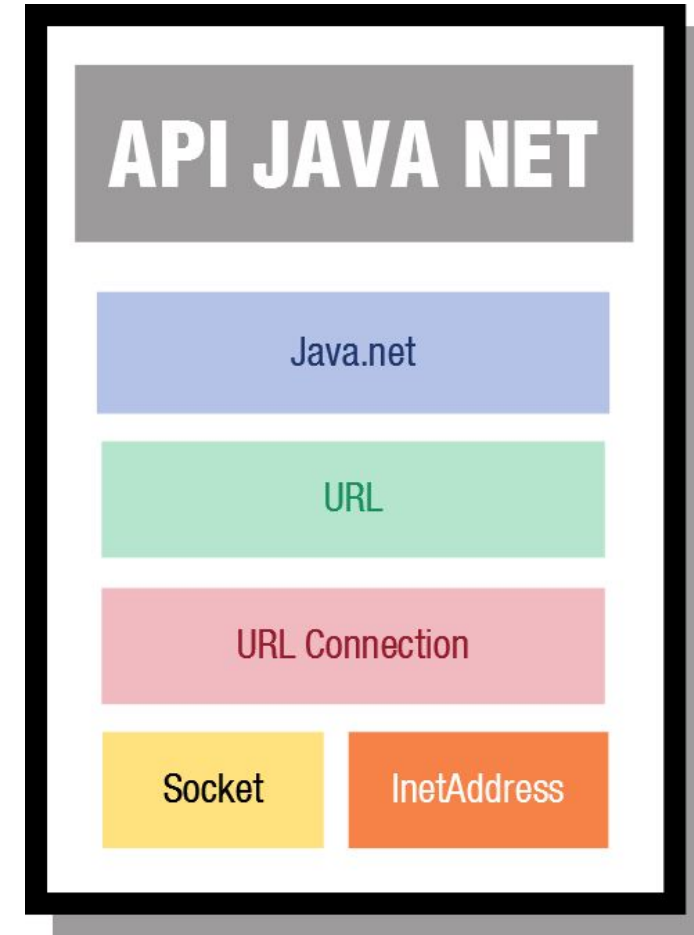 API JAVA NET
Java.net
URL
URL Connection
Socket
InetAddress